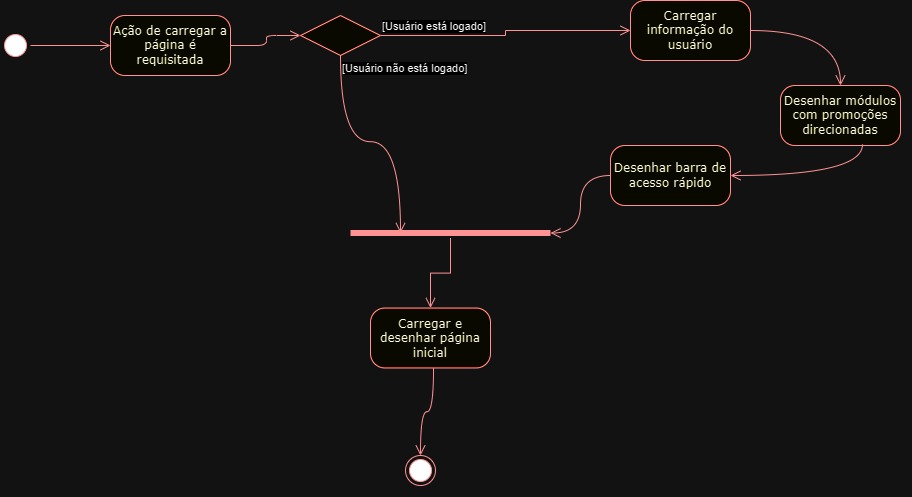 Ação de carregar a
página é
requisitada
[Usuário está logado]
[Usuário não está logado]
Carregar
informação do
usuário
Desenhar módulos
com promoções
direcionadas
Desenhar barra de
acesso rápido
Carregar e
desenhar página
inicial